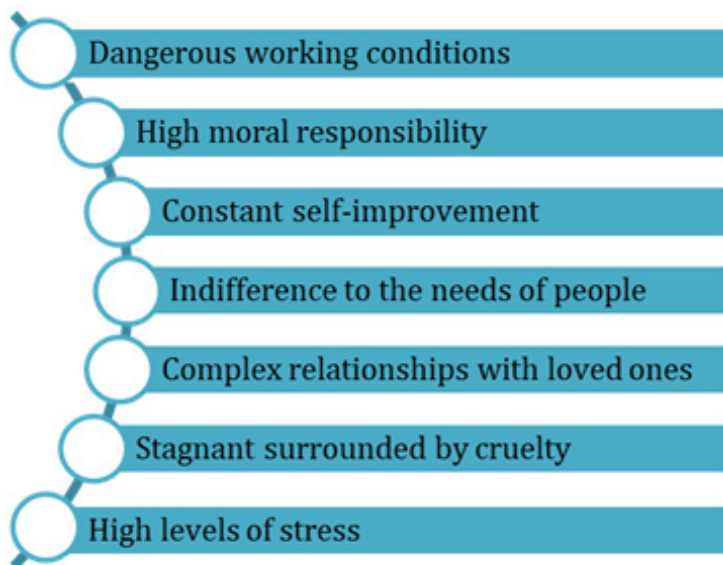 Dangerous working conditions
High moral responsibility
Constant self-improvement
Indifference to the needs of people
Complex relationships with loved ones
Stagnant surrounded by cruelty
High levels of stress